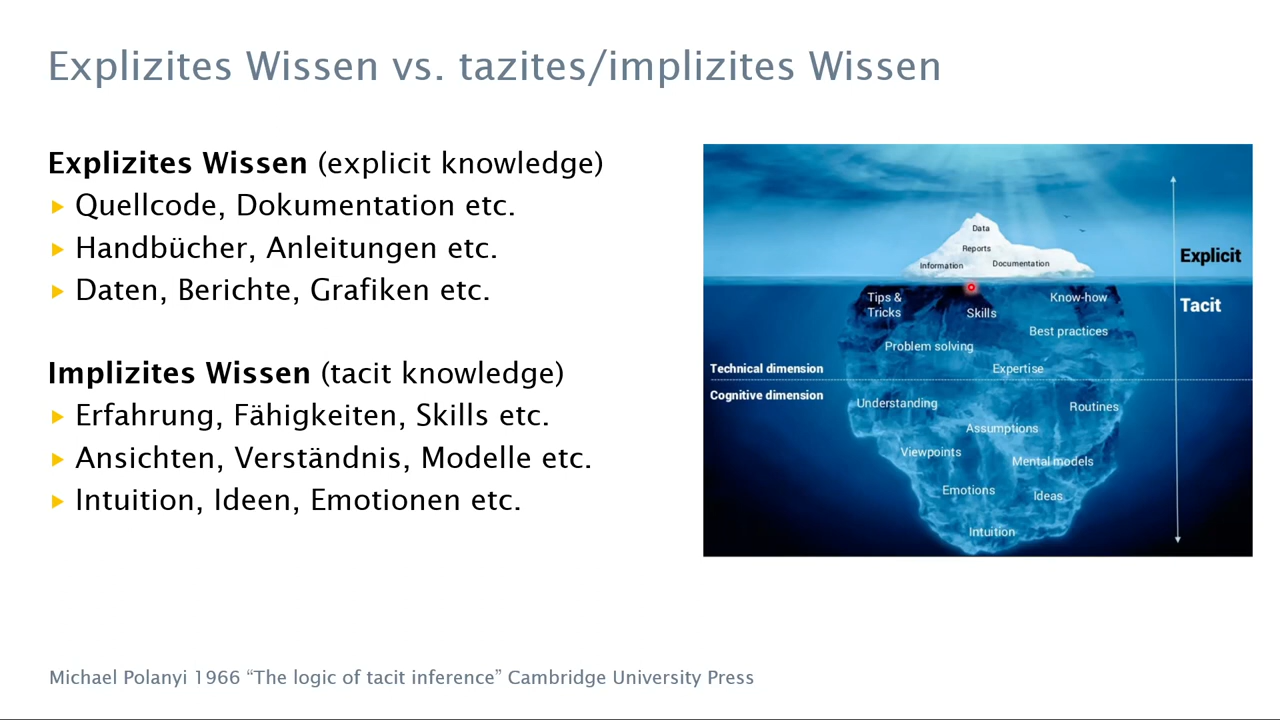 Explizites Wissen vs. tazites/implizites Wissen
Explizites Wissen (explicit knowledge)
Quellcode, Dokumentation etc.
Handbücher, Anleitungen etc.
Daten, Berichte, Grafiken etc.
Implizites Wissen (tacit knowledge)
Erfahrung, Fähigkeiten, Skills etc.
Ansichten, Verständnis, Modelle etc.
Intuition, Ideen, Emotionen etc.
Data
Reports
Information
Documentation
Explicit
Tacit
Tips &
Tricks
Skills
Know-how
Best practices
Problem solving
Expertise
Technical dimension
Cognitive dimension
Understanding
Routines
Assumptions
Viewpoints
Mental models
Emotions
Ideas
Intuition
Michael Polanyi 1966 “The logic of tacit inference” Cambridge University Press